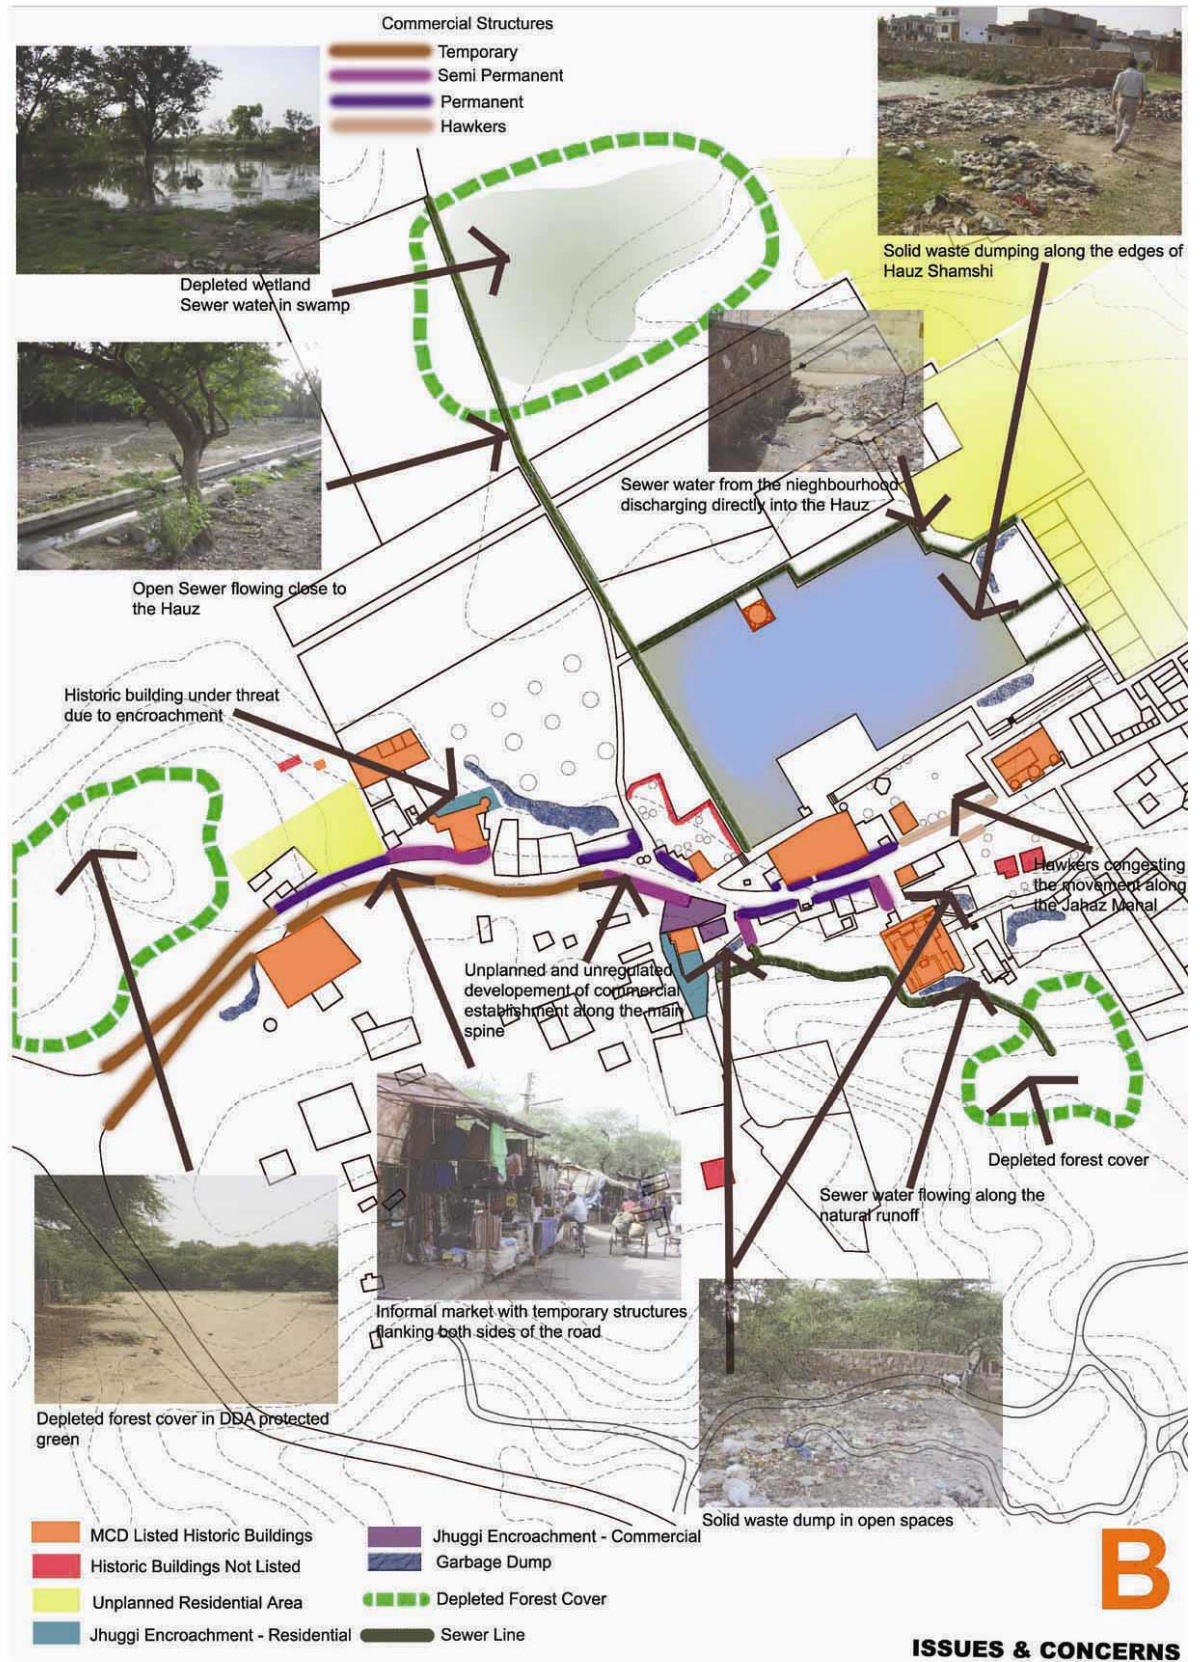 Commercial Structures
Temporary
Semi Permanent
Permanent
Hawkers
Depleted wetland
Sewer water in swamp
Solid waste dumping along the edges of
Hauz Shamshi
Sewer water from the nieghbourhood
discharging directly into the Hauz
Open Sewer flowing close to
the Hauz
Historic building under threat
due to encroachment
Hawkers congesting
the movement along
the Jahaz Mahal
Unplanned and unregulated
developement of commercial
establishment along the main
spine
Depleted forest cover
Sewer water flowing along the
natural runoff
Informal market with temporary structures
flanking both sides of the road
Depleted forest cover in DDA protected
green
Solid waste dump in open spaces
MCD Listed Historic Buildings
Historic Buildings Not Listed
Unplanned Residential Area
Jhuggi Encroachment - Residential
Jhuggi Encroachment - Commercial
Garbage Dump
Depleted Forest Cover
Sewer Line
B
ISSUES & CONCERNS